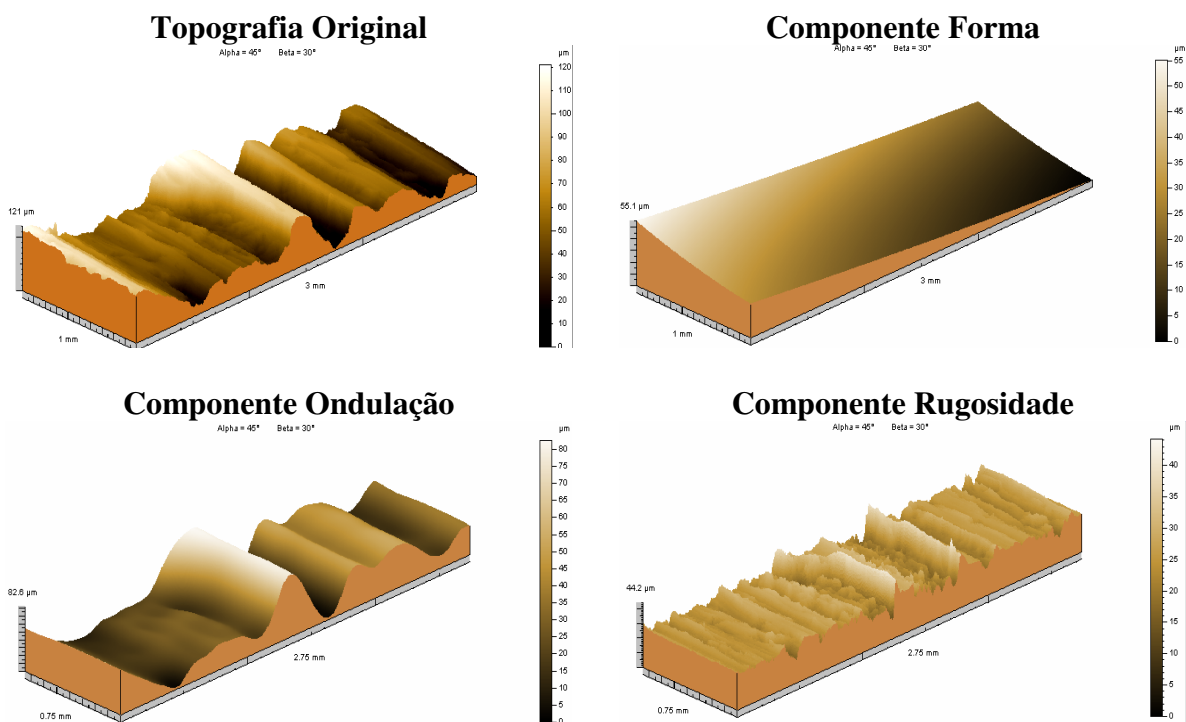 Topografia Original
Alpha = 45° Beta = 30°
µm
120
110
100
90
80
70
60
50
40
30
20
10
0
121 µm
3 mm
1 mm
Componente Forma
Alpha = 45° Beta = 30°
µm
55
50
45
40
35
30
25
20
15
10
5
0
55.1 µm
3 mm
1 mm
Componente Ondulação
Alpha = 45° Beta = 30°
µm
80
75
70
65
60
55
50
45
40
35
30
25
20
15
10
5
0
82.6 µm
2.75 mm
0.75 mm
Componente Rugosidade
Alpha = 45° Beta = 30°
µm
40
35
30
25
20
15
10
5
0
44.2 µm
2.75 mm
0.75 mm